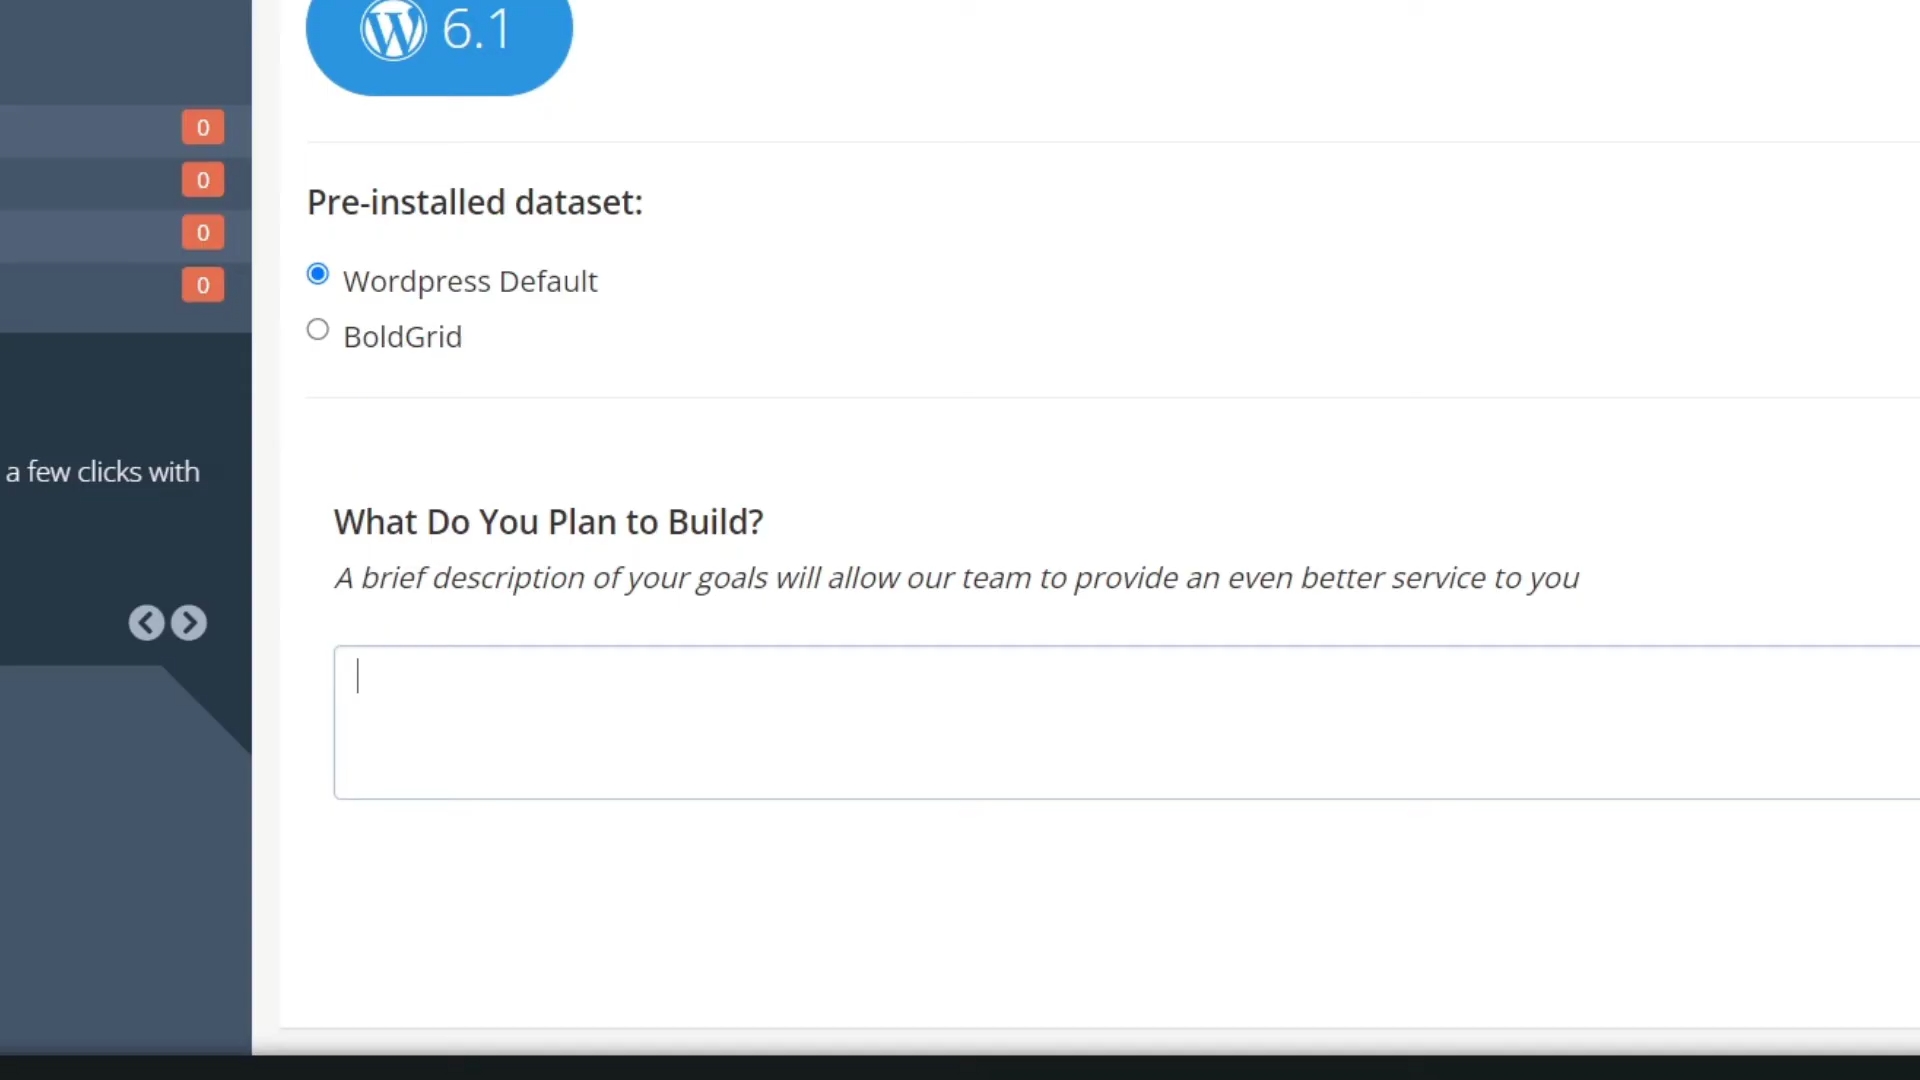 6.1
0
0
0
0
Pre-installed dataset:
Wordpress Default
BoldGrid
a few clicks with
What Do You Plan to Build?
A brief description of your goals will allow our team to provide an even better service to you